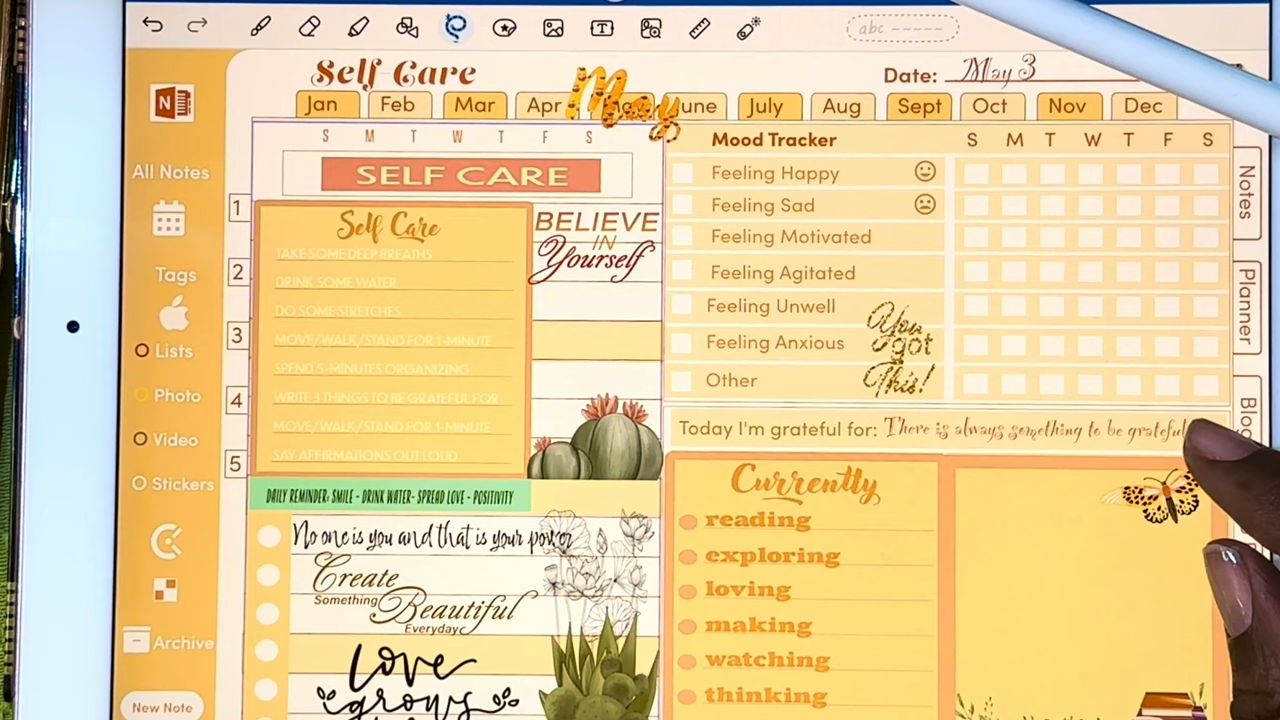 abc
Self-Care
Date: May 3
Jan Feb Mar Apr May June July Aug Sept Oct Nov Dec
S M T W T F S
SELF CARE
All Notes
Tags
Lists
Photo
Video
Stickers
Archive
New Note
1
2
3
4
5
Self Care
TAKE SOME DEEP BREATHS
DRINK SOME WATER
DO SOME STRETCHES
MOVE/WALK/STAND FOR 1-MINUTE
SPEND 5-MINUTES ORGANIZING
WRITE 3 THINGS TO BE GRATEFUL FOR
MOVE/WALK/STAND FOR 1-MINUTE
SAY AFFIRMATIONS OUT LOUD
BELIEVE
IN
Yourself
DAILY REMINDER: SMILE - DRINK WATER- SPREAD LOVE - POSITIVITY
No one is you and that is your power
Create
Something Beautiful
Everyday
Love
grows
Mood Tracker S M T W T F S
Feeling Happy
Feeling Sad
Feeling Motivated
Feeling Agitated
Feeling Unwell
Feeling Anxious
Other
You
got
This!
Today I'm grateful for: There is always something to be grateful
Currently
reading
exploring
loving
making
watching
thinking
Notes
Planner